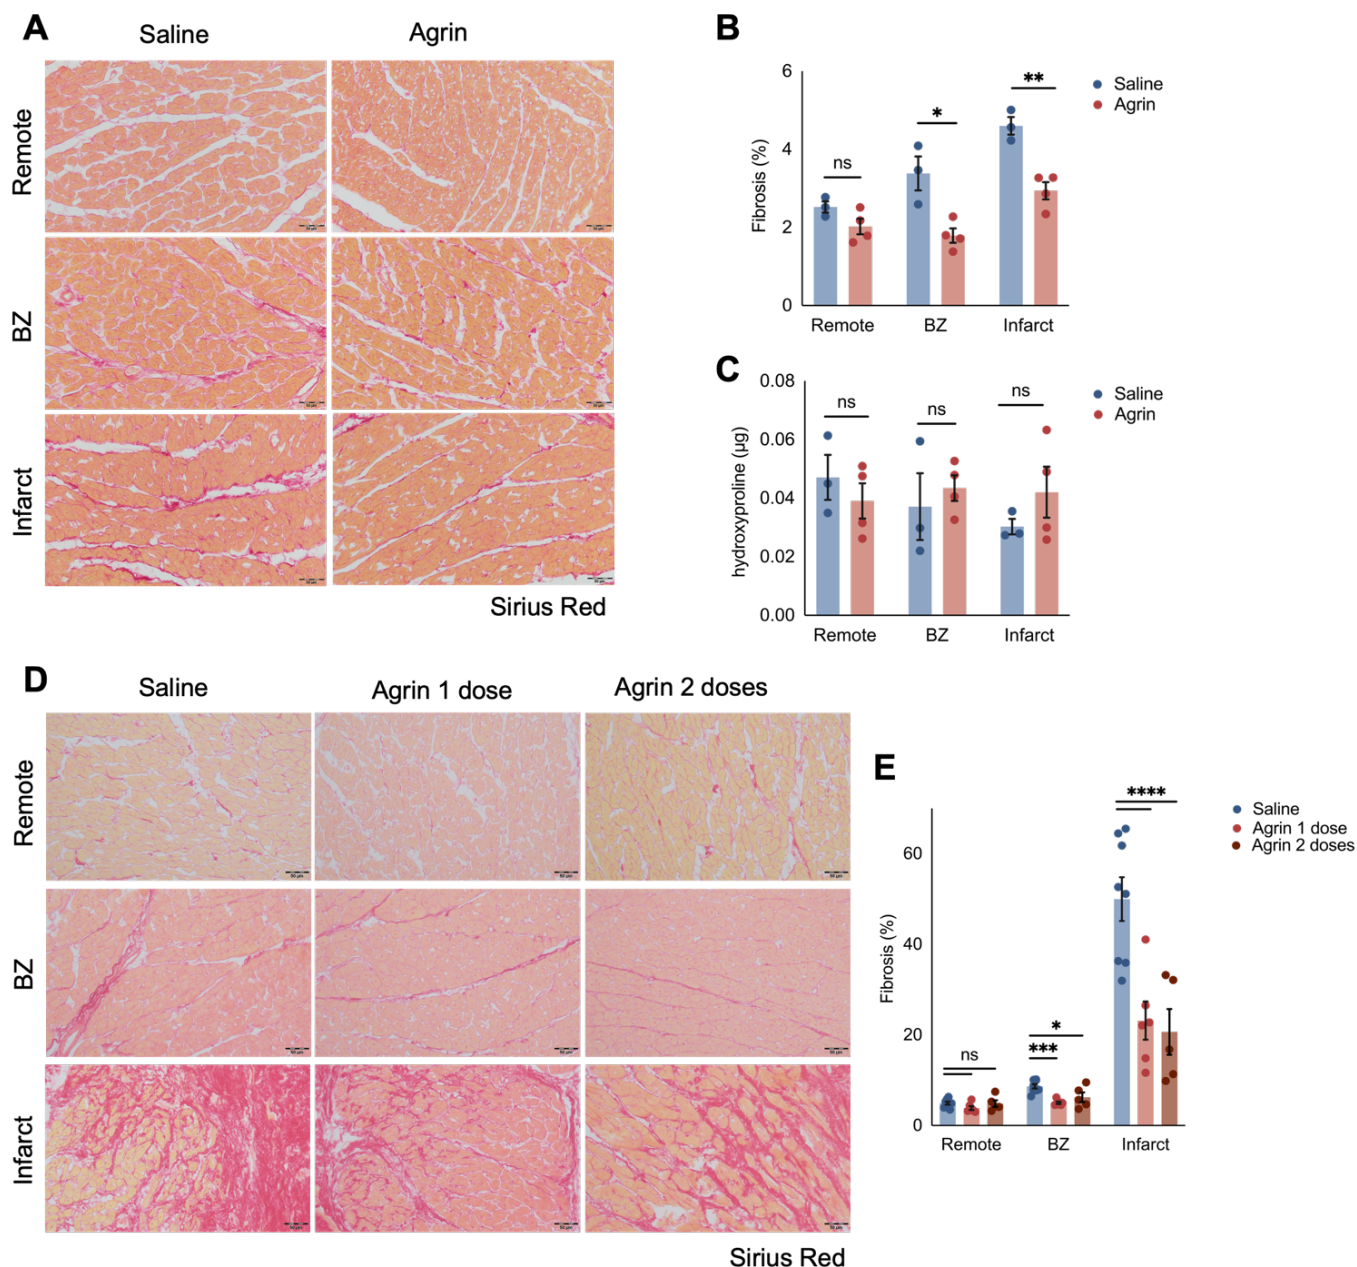 A
Saline
Agrin
Remote
BZ
Infarct
Sirius Red
B
6
4
2
0
Fibrosis (%)
ns
*
**
Saline
Agrin
Remote
BZ
Infarct
C
0.08
0.06
0.04
0.02
0.00
hydroxyproline (µg)
ns
ns
ns
Saline
Agrin
Remote
BZ
Infarct
D
Saline
Agrin 1 dose
Agrin 2 doses
Remote
BZ
Infarct
Sirius Red
E
60
40
20
0
Fibrosis (%)
ns
*
***
****
Saline
Agrin 1 dose
Agrin 2 doses
Remote
BZ
Infarct